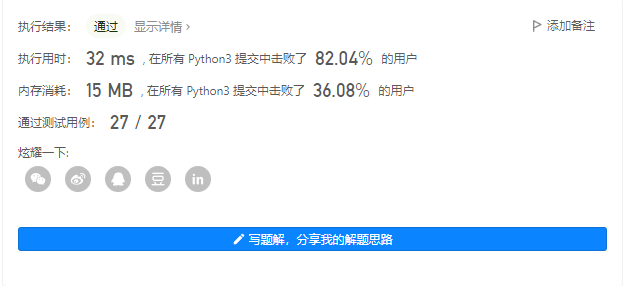 执行结果： 通过 显示详情 › 添加备注
执行用时： 32 ms , 在所有 Python3 提交中击败了 82.04% 的用户
内存消耗： 15 MB , 在所有 Python3 提交中击败了 36.08% 的用户
通过测试用例： 27 / 27
炫耀一下:
豆 in
写题解，分享我的解题思路